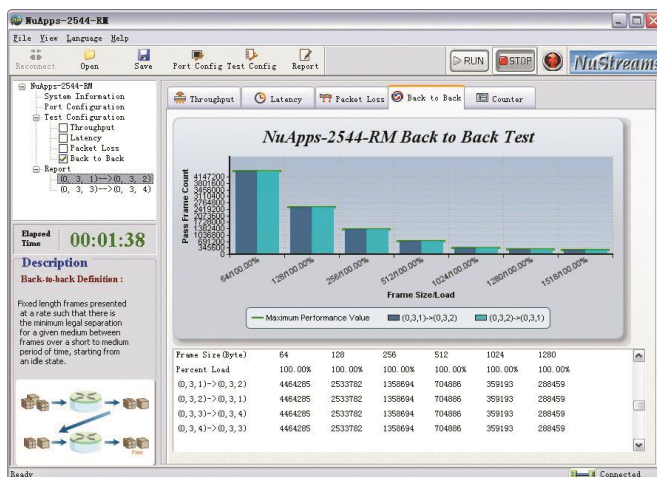 NuApps-2544-RM
File View Language Help
Reconnect Open Save Port Config Test Config Report RUN STOP NuStreams
NuApps-2544-RM
System Information
Port Configuration
Test Configuration
Throughput
Latency
Packet Loss
Back to Back
Report
(0, 3, 1)-->(0, 3, 2)
(0, 3, 3)-->(0, 3, 4)
Elapsed Time 00:01:38
Description
Back-to-back Definition :
Fixed length frames presented
at a rate such that there is
the minimum legal separation
for a given medium between
frames over a short to medium
period of time, starting from
an idle state.
Pass
Throughput Latency Packet Loss Back to Back Counter
NuApps-2544-RM Back to Back Test
Pass Frame Count
4147200
3801600
3456000
3110400
2764800
2419200
2073600
1728000
1382400
1036800
691200
345600
0
64/100.00% 128/100.00% 256/100.00% 512/100.00% 1024/100.00% 1280/100.00% 1518/100.00%
Frame Size/Load
Maximum Performance Value (0,3,1)->(0,3,2) (0,3,2)->(0,3,1)
Frame Size(Byte) 64 128 256 512 1024 1280
Percent Load 100.00% 100.00% 100.00% 100.00% 100.00% 100.00%
(0,3,1)->(0,3,2) 4464285 2533782 1358694 704886 359193 288459
(0,3,2)->(0,3,1) 4464285 2533782 1358694 704886 359193 288459
(0,3,3)->(0,3,4) 4464285 2533782 1358694 704886 359193 288459
(0,3,4)->(0,3,3) 4464285 2533782 1358694 704886 359193 288459
Ready Connected